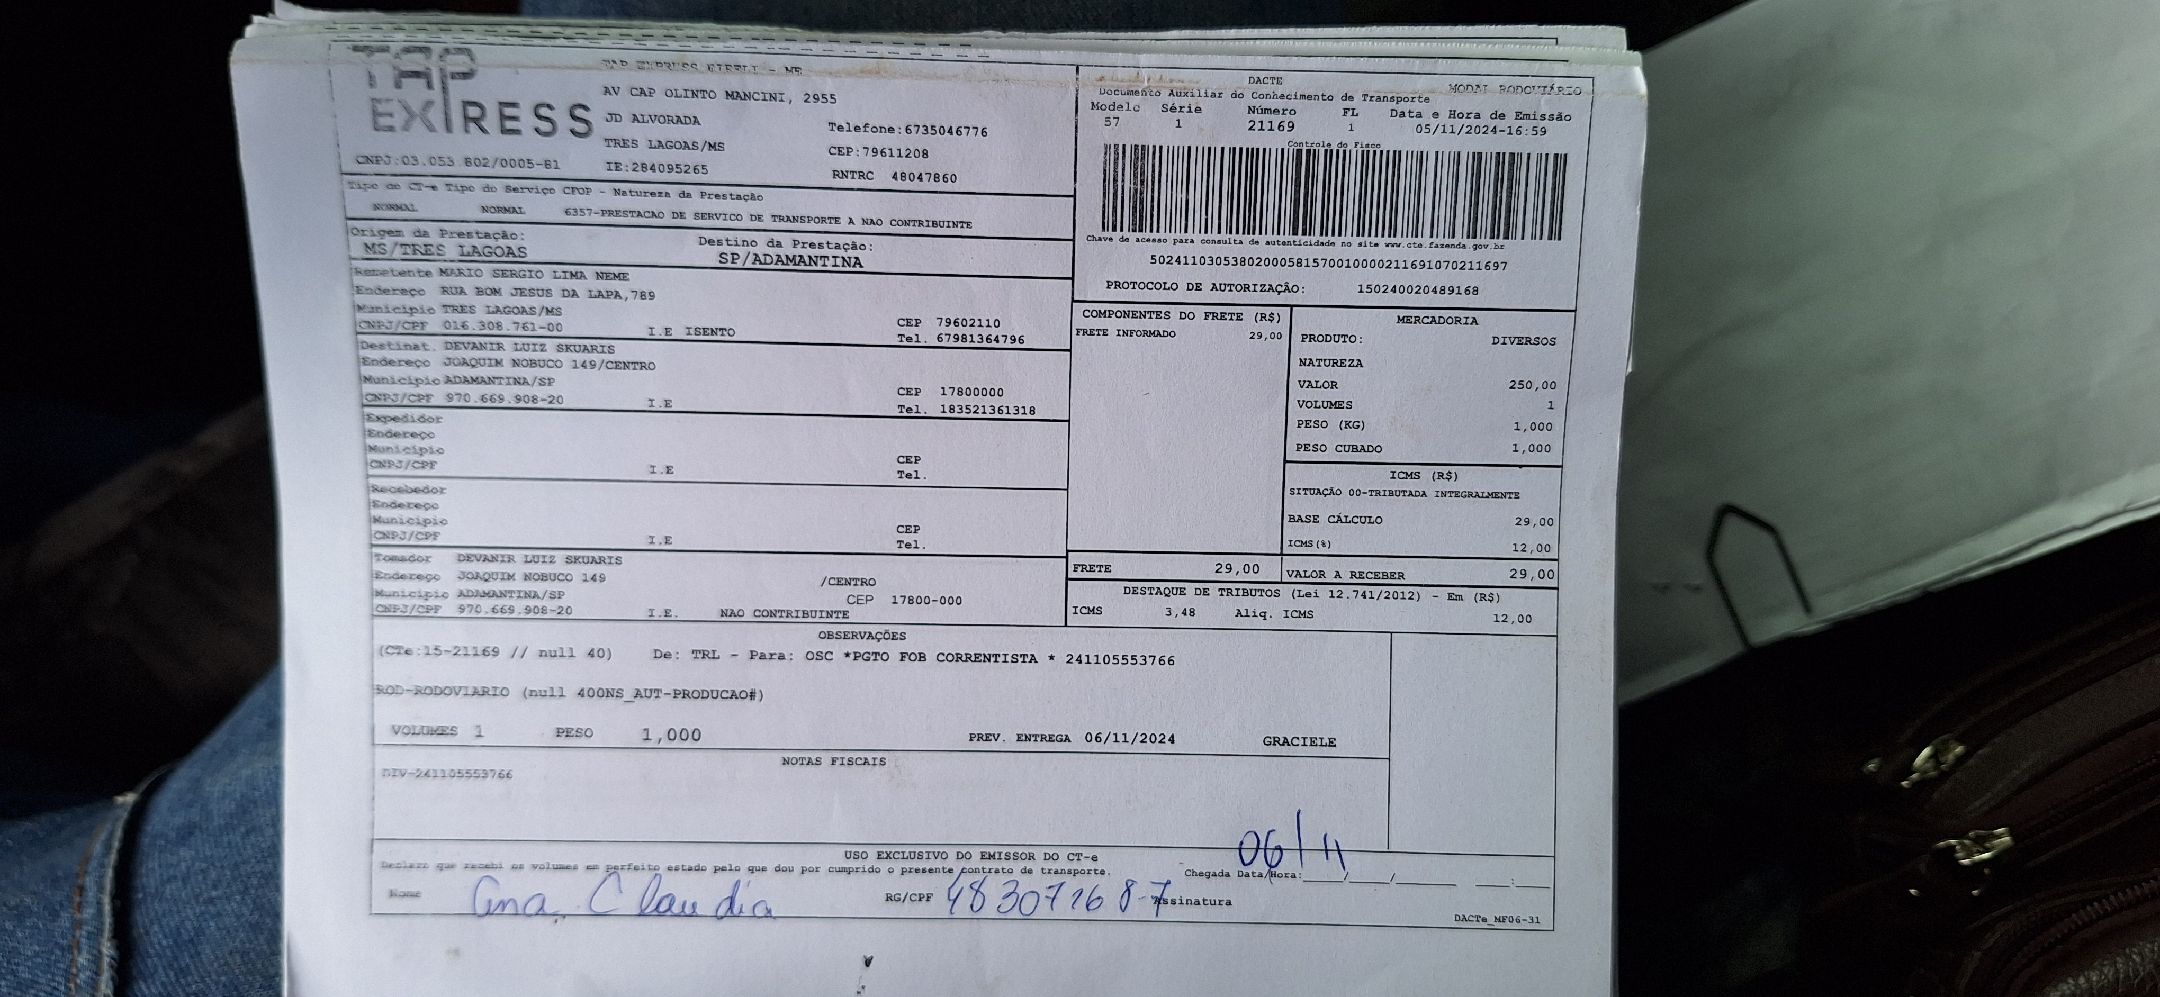 TAP EXPRESS
TAP EXPRESS EIRELI - ME
AV CAP OLINTO MANCINI, 2955
JD ALVORADA
Telefone:6735046776
TRES LAGOAS/MS
CEP:79611208
CNPJ:03.053.802/0005-81
IE:284095265
RNTRC 48047860
DACTE
MODAL RODOVIÁRIO
Documento Auxiliar do Conhecimento de Transporte
Modelo Série Número FL Data e Hora de Emissão
57 1 21169 1 05/11/2024-16:59
Controle do Fisco
Chave de acesso para consulta de autenticidade no site www.cte.fazenda.gov.br
50241103053802000581570010000211691070211697
PROTOCOLO DE AUTORIZAÇÃO: 150240020489168
Tipo do CT-e Tipo do Serviço CFOP - Natureza da Prestação
NORMAL NORMAL 6357-PRESTACAO DE SERVICO DE TRANSPORTE A NAO CONTRIBUINTE
Origem da Prestação: Destino da Prestação:
MS/TRES LAGOAS SP/ADAMANTINA
Remetente MARIO SERGIO LIMA NEME
Endereço RUA BOM JESUS DA LAPA,789
Município TRES LAGOAS/MS CEP 79602110
CNPJ/CPF 016.308.761-00 I.E ISENTO Tel. 67981364796
Destinat. DEVANIR LUIZ SKUARIS
Endereço JOAQUIM NOBUCO 149/CENTRO
Município ADAMANTINA/SP CEP 17800000
CNPJ/CPF 970.669.908-20 I.E Tel. 183521361318
Expedidor
Endereço
Município CEP
CNPJ/CPF I.E Tel.
Recebedor
Endereço
Município CEP
CNPJ/CPF I.E Tel.
Tomador DEVANIR LUIZ SKUARIS
Endereço JOAQUIM NOBUCO 149 /CENTRO
Município ADAMANTINA/SP CEP 17800-000
CNPJ/CPF 970.669.908-20 I.E. NAO CONTRIBUINTE
COMPONENTES DO FRETE (R$)
FRETE INFORMADO 29,00
MERCADORIA
PRODUTO: DIVERSOS
NATUREZA
VALOR 250,00
VOLUMES 1
PESO (KG) 1,000
PESO CUBADO 1,000
ICMS (R$)
SITUAÇÃO 00-TRIBUTADA INTEGRALMENTE
BASE CÁLCULO 29,00
ICMS(%) 12,00
FRETE 29,00 VALOR A RECEBER 29,00
DESTAQUE DE TRIBUTOS (Lei 12.741/2012) - Em (R$)
ICMS 3,48 Aliq. ICMS 12,00
OBSERVAÇÕES
(CTe:15-21169 // null 40) De: TRL - Para: OSC *PGTO FOB CORRENTISTA * 241105553766
ROD-RODOVIARIO (null 400NS_AUT-PRODUCAO#)
VOLUMES 1 PESO 1,000 PREV. ENTREGA 06/11/2024 GRACIELE
NOTAS FISCAIS
DIV-241105553766
USO EXCLUSIVO DO EMISSOR DO CT-e
Declaro que recebi os volumes em perfeito estado pelo que dou por cumprido o presente contrato de transporte.
Chegada Data/Hora:____/____/______ ___:___
06/11
Nome Ana Claudia RG/CPF 48307268-7 Assinatura
DACTe_MF06-31